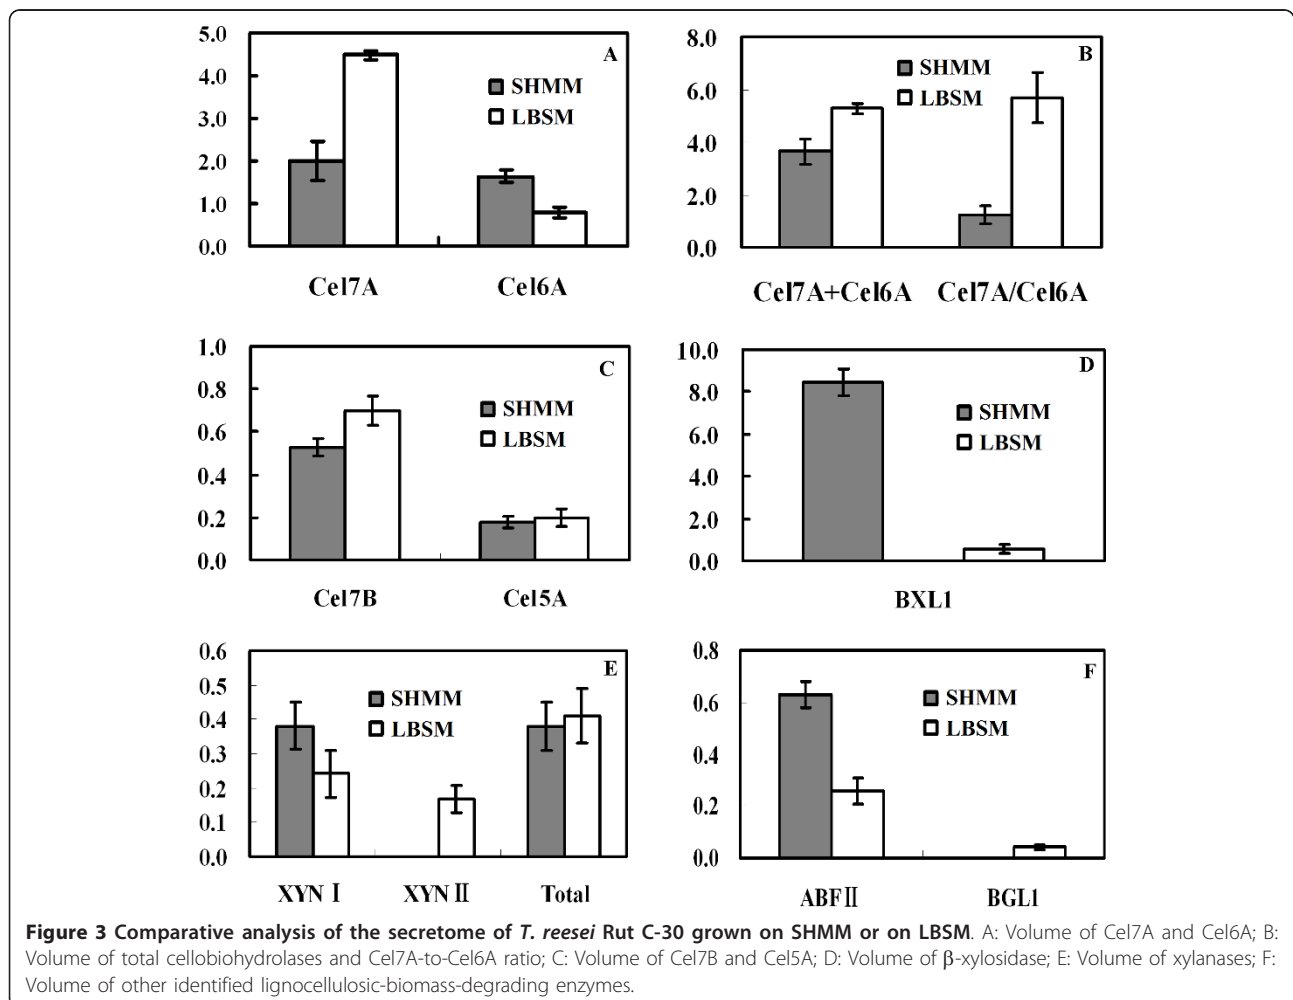 5.0
4.0
3.0
2.0
1.0
0.0
A
SHMM
LBSM
Cel7A
Cel6A
8.0
6.0
4.0
2.0
0.0
B
SHMM
LBSM
Cel7A+Cel6A
Cel7A/Cel6A
1.0
0.8
0.6
0.4
0.2
0.0
C
SHMM
LBSM
Cel7B
Cel5A
10.0
8.0
6.0
4.0
2.0
0.0
D
SHMM
LBSM
BXL1
0.6
0.5
0.4
0.3
0.2
0.1
0.0
E
SHMM
LBSM
XYN Ⅰ
XYN Ⅱ
Total
0.8
0.6
0.4
0.2
0.0
F
SHMM
LBSM
ABFⅡ
BGL1
Figure 3 Comparative analysis of the secretome of T. reesei Rut C-30 grown on SHMM or on LBSM. A: Volume of Cel7A and Cel6A; B:
Volume of total cellobiohydrolases and Cel7A-to-Cel6A ratio; C: Volume of Cel7B and Cel5A; D: Volume of β-xylosidase; E: Volume of xylanases; F:
Volume of other identified lignocellulosic-biomass-degrading enzymes.